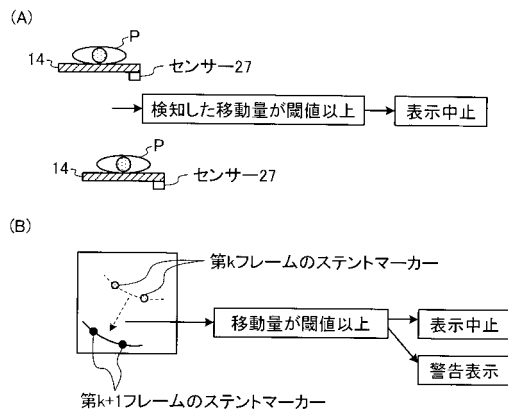 (A)
P
14
センサー27
検知した移動量が閾値以上
表示中止
P
14
センサー27
(B)
第kフレームのステントマーカー
移動量が閾値以上
表示中止
警告表示
第k+1フレームのステントマーカー